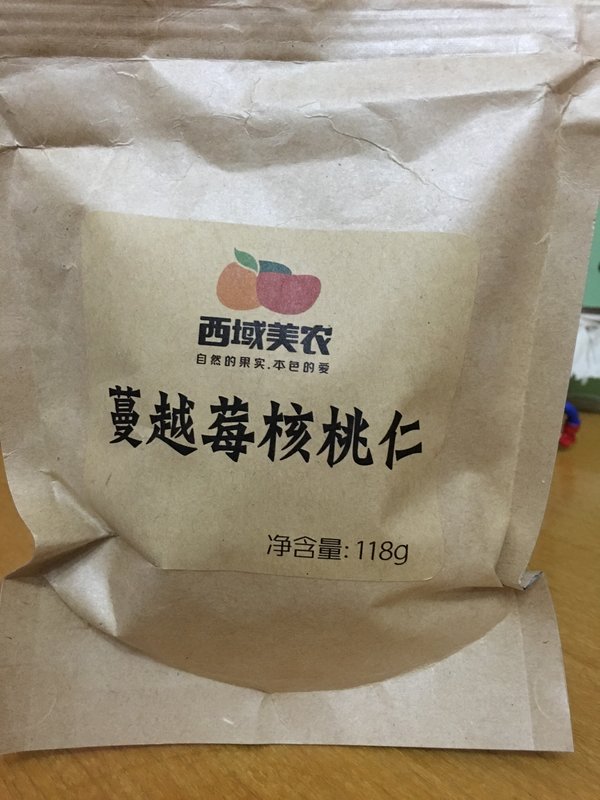 西域美农
自然的果实.本色的爱
蔓越莓核桃仁
净含量:118g